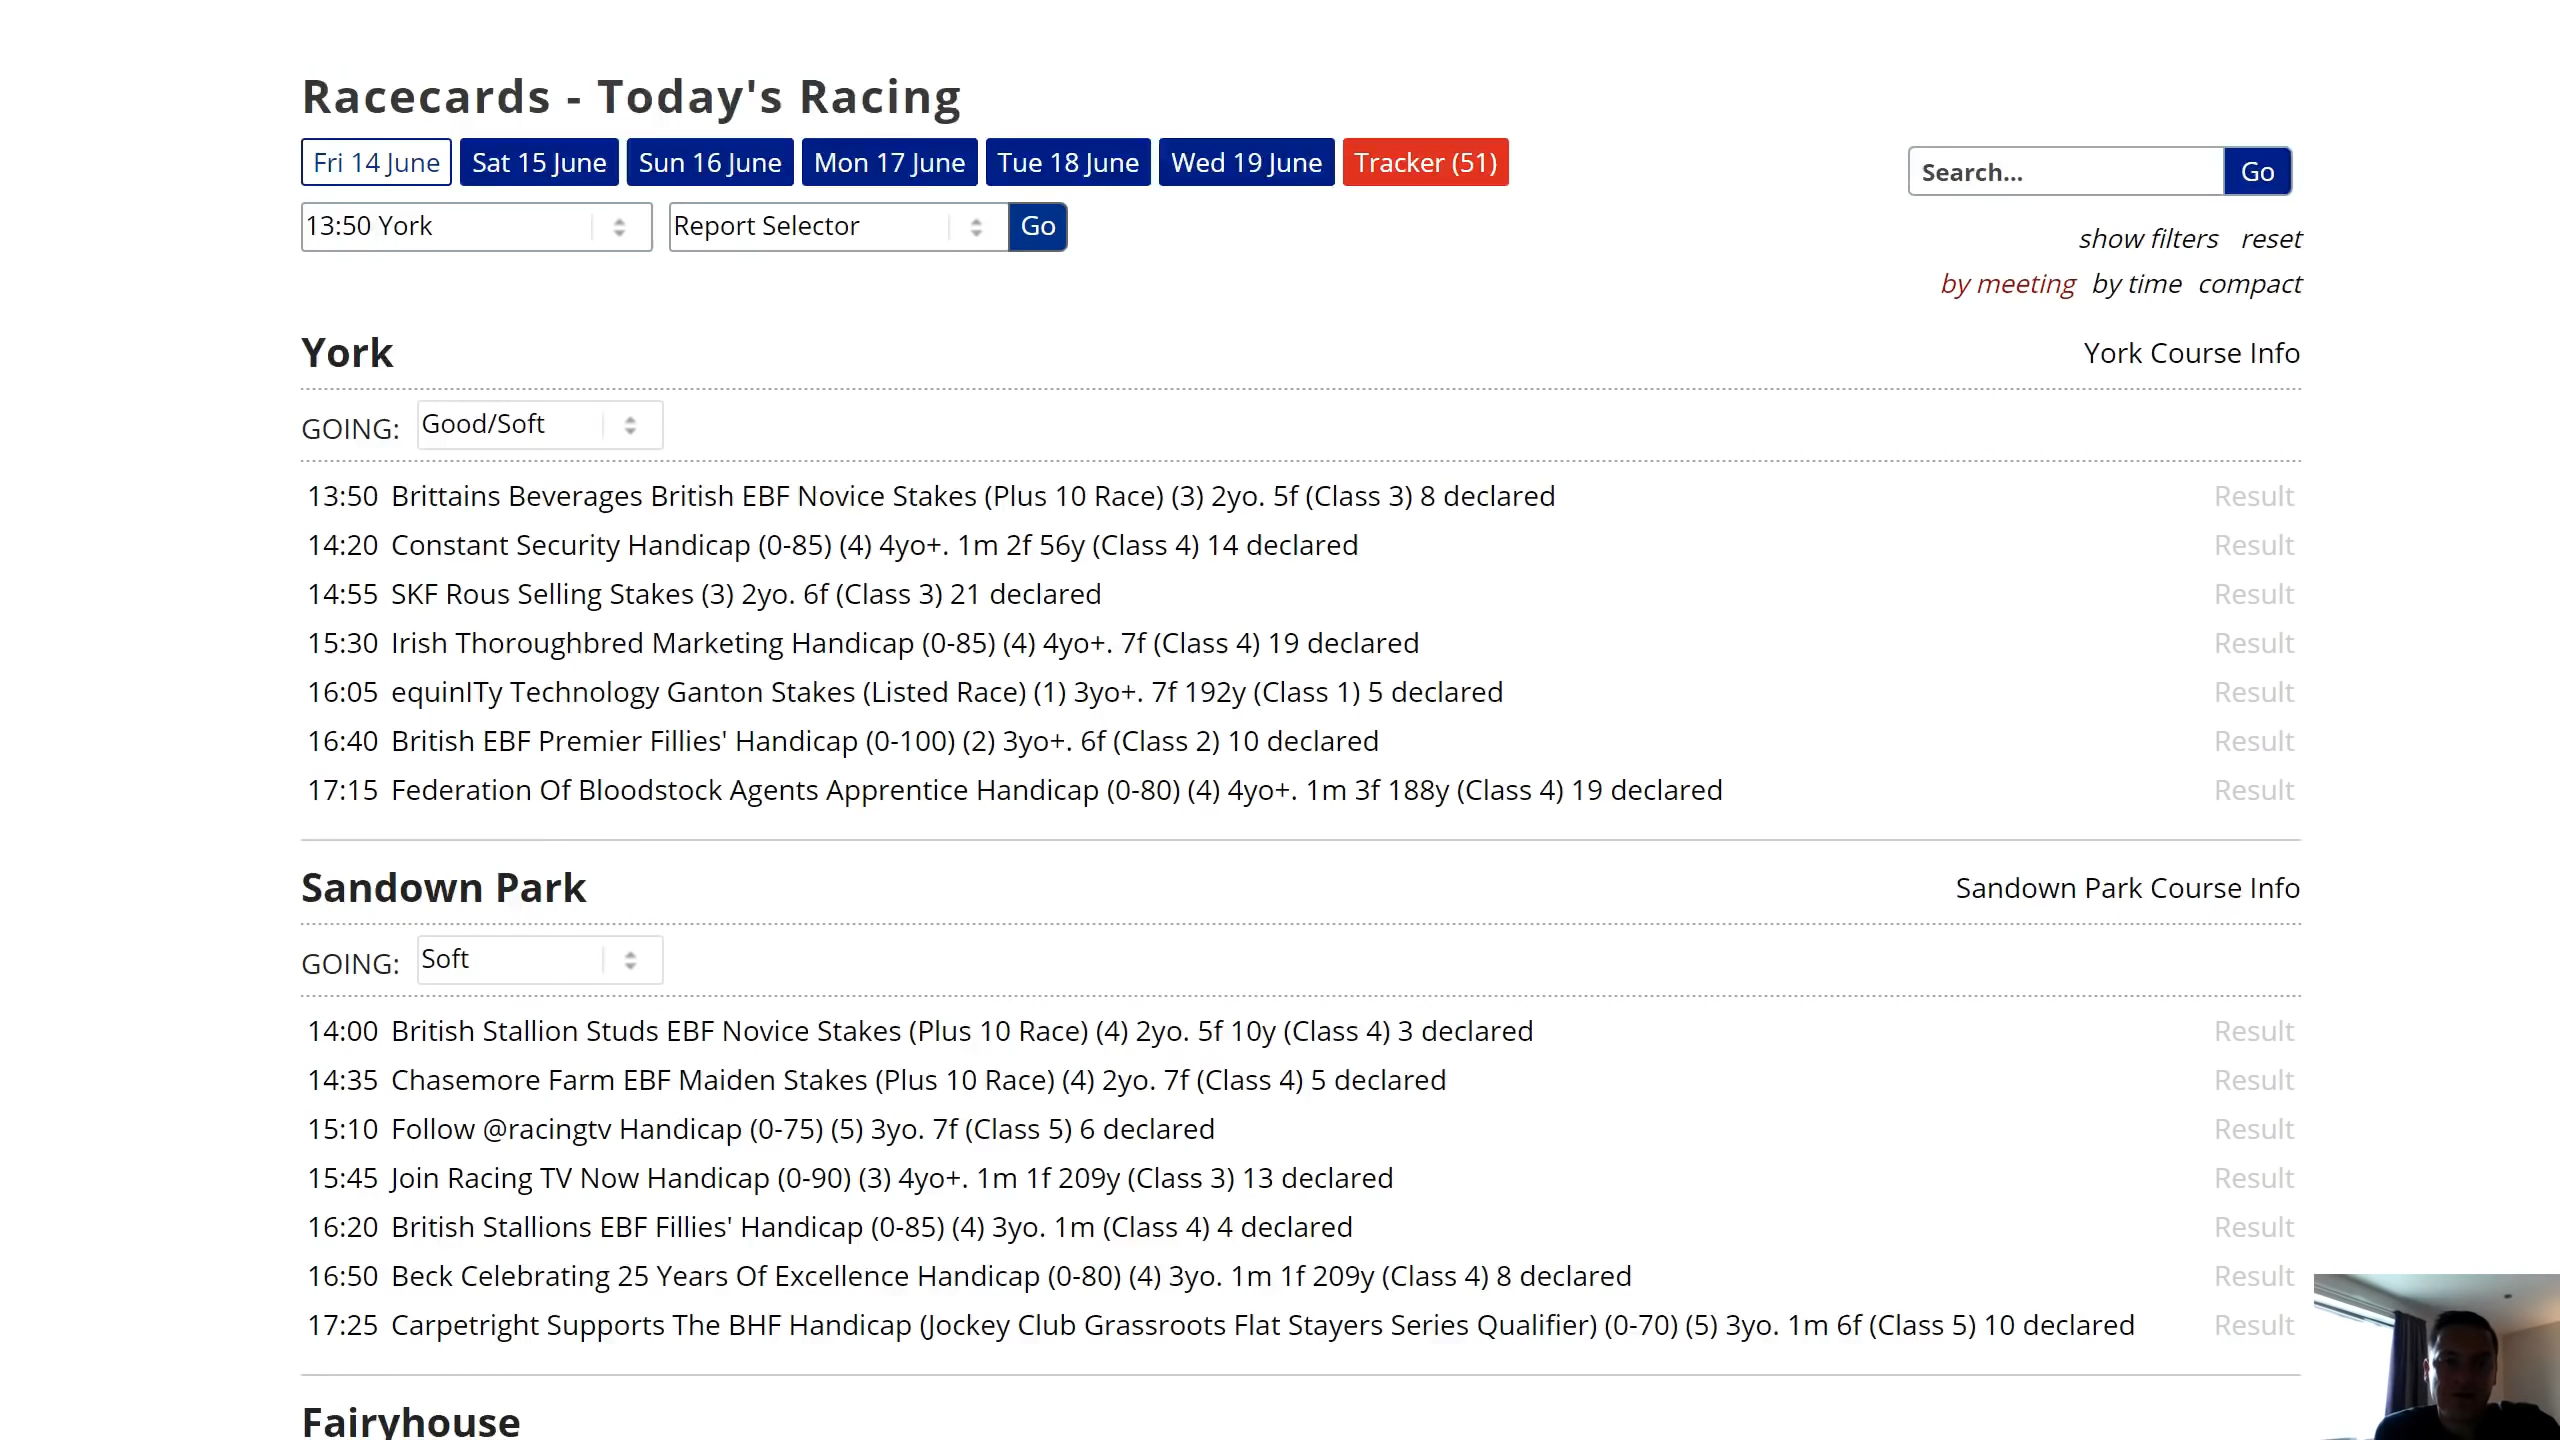 Racecards - Today's Racing
Fri 14 June Sat 15 June Sun 16 June Mon 17 June Tue 18 June Wed 19 June Tracker (51)
Search... Go
13:50 York Report Selector Go
show filters reset
by meeting by time compact
York York Course Info
GOING: Good/Soft
13:50 Brittains Beverages British EBF Novice Stakes (Plus 10 Race) (3) 2yo. 5f (Class 3) 8 declared Result
14:20 Constant Security Handicap (0-85) (4) 4yo+. 1m 2f 56y (Class 4) 14 declared Result
14:55 SKF Rous Selling Stakes (3) 2yo. 6f (Class 3) 21 declared Result
15:30 Irish Thoroughbred Marketing Handicap (0-85) (4) 4yo+. 7f (Class 4) 19 declared Result
16:05 equinITy Technology Ganton Stakes (Listed Race) (1) 3yo+. 7f 192y (Class 1) 5 declared Result
16:40 British EBF Premier Fillies' Handicap (0-100) (2) 3yo+. 6f (Class 2) 10 declared Result
17:15 Federation Of Bloodstock Agents Apprentice Handicap (0-80) (4) 4yo+. 1m 3f 188y (Class 4) 19 declared Result
Sandown Park Sandown Park Course Info
GOING: Soft
14:00 British Stallion Studs EBF Novice Stakes (Plus 10 Race) (4) 2yo. 5f 10y (Class 4) 3 declared Result
14:35 Chasemore Farm EBF Maiden Stakes (Plus 10 Race) (4) 2yo. 7f (Class 4) 5 declared Result
15:10 Follow @racingtv Handicap (0-75) (5) 3yo. 7f (Class 5) 6 declared Result
15:45 Join Racing TV Now Handicap (0-90) (3) 4yo+. 1m 1f 209y (Class 3) 13 declared Result
16:20 British Stallions EBF Fillies' Handicap (0-85) (4) 3yo. 1m (Class 4) 4 declared Result
16:50 Beck Celebrating 25 Years Of Excellence Handicap (0-80) (4) 3yo. 1m 1f 209y (Class 4) 8 declared Result
17:25 Carpetright Supports The BHF Handicap (Jockey Club Grassroots Flat Stayers Series Qualifier) (0-70) (5) 3yo. 1m 6f (Class 5) 10 declared Result
Fairyhouse